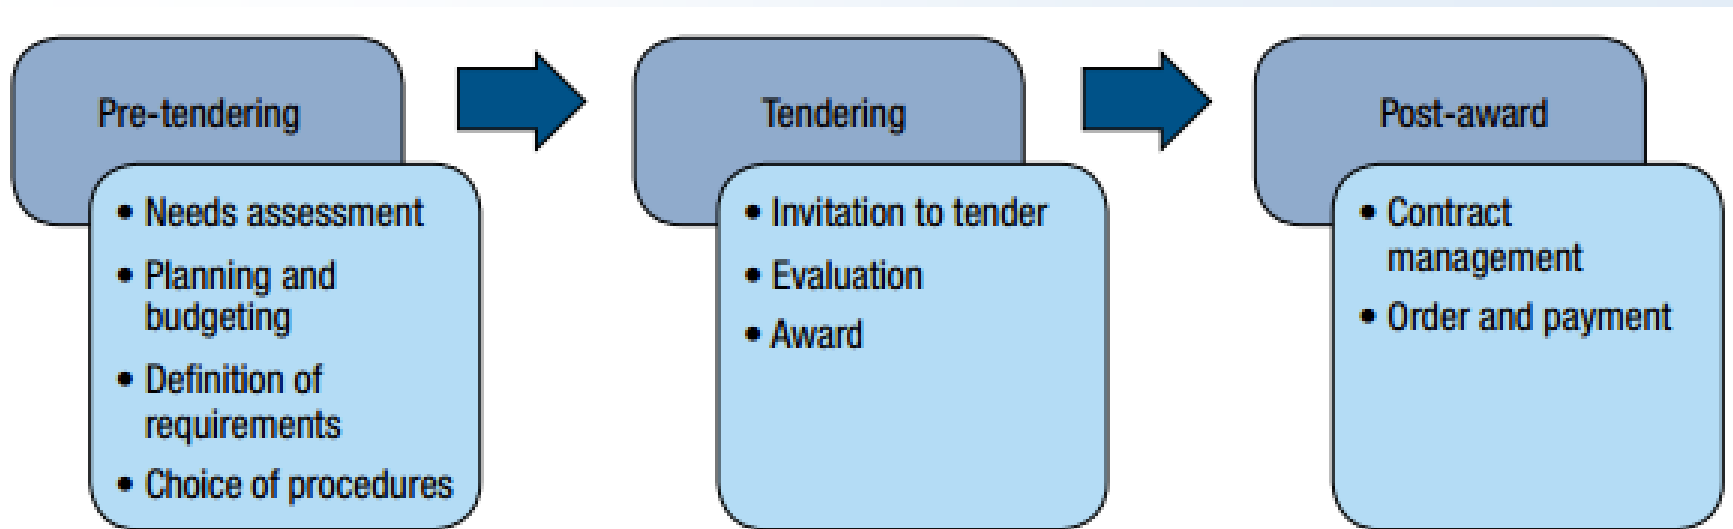 Pre-tendering
• Needs assessment
• Planning and
budgeting
• Definition of
requirements
• Choice of procedures
Tendering
• Invitation to tender
• Evaluation
• Award
Post-award
• Contract
management
• Order and payment